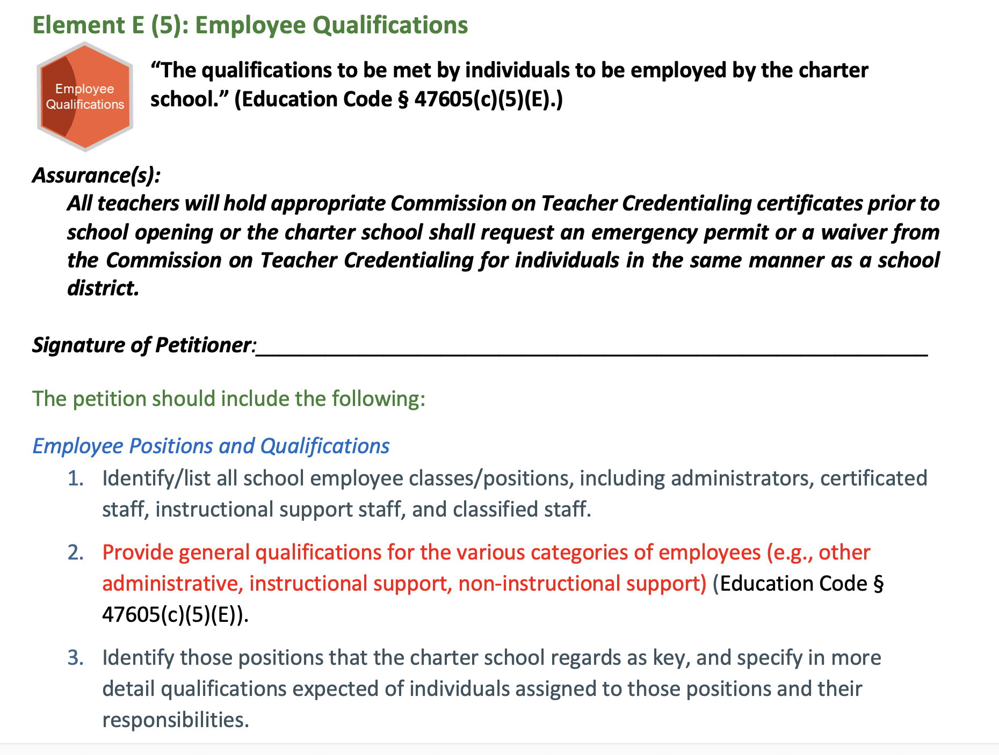 Element E (5): Employee Qualifications
Employee
Qualifications
“The qualifications to be met by individuals to be employed by the charter
school.” (Education Code § 47605(c)(5)(E).)
Assurance(s):
All teachers will hold appropriate Commission on Teacher Credentialing certificates prior to
school opening or the charter school shall request an emergency permit or a waiver from
the Commission on Teacher Credentialing for individuals in the same manner as a school
district.
Signature of Petitioner:
The petition should include the following:
Employee Positions and Qualifications
1. Identify/list all school employee classes/positions, including administrators, certificated
staff, instructional support staff, and classified staff.
2. Provide general qualifications for the various categories of employees (e.g., other
administrative, instructional support, non-instructional support) (Education Code §
47605(c)(5)(E)).
3. Identify those positions that the charter school regards as key, and specify in more
detail qualifications expected of individuals assigned to those positions and their
responsibilities.